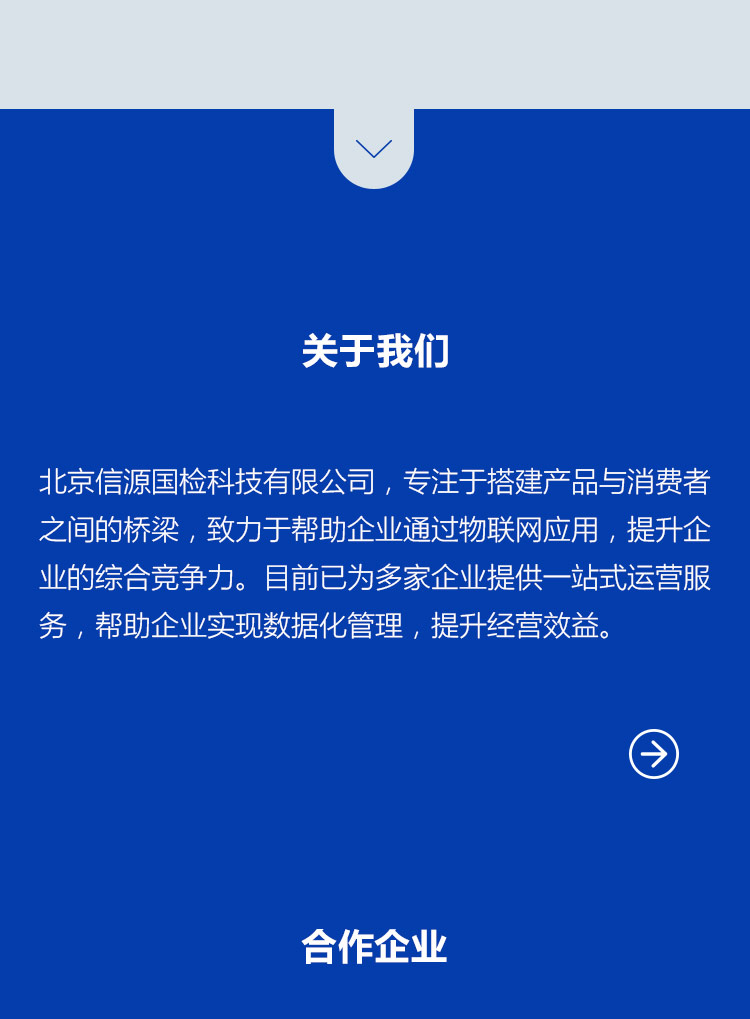 关于我们
北京信源国检科技有限公司，专注于搭建产品与消费者
之间的桥梁，致力于帮助企业通过物联网应用，提升企
业的综合竞争力。目前已为多家企业提供一站式运营服
务，帮助企业实现数据化管理，提升经营效益。
合作企业